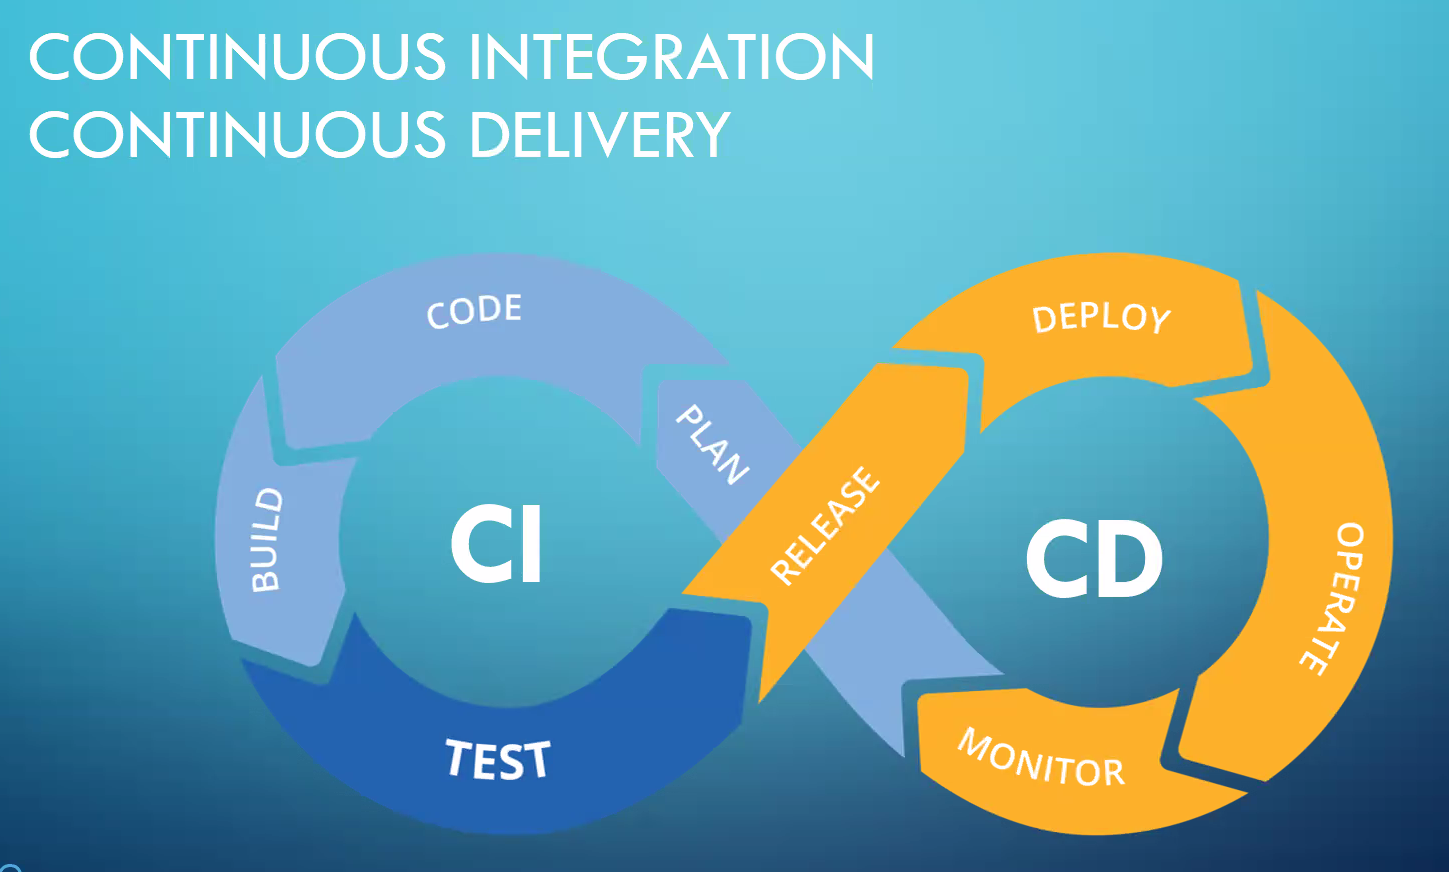 CONTINUOUS INTEGRATION
CONTINUOUS DELIVERY
CODE
DEPLOY
PLAN
BUILD
CI
RELEASE
CD
OPERATE
TEST
MONITOR